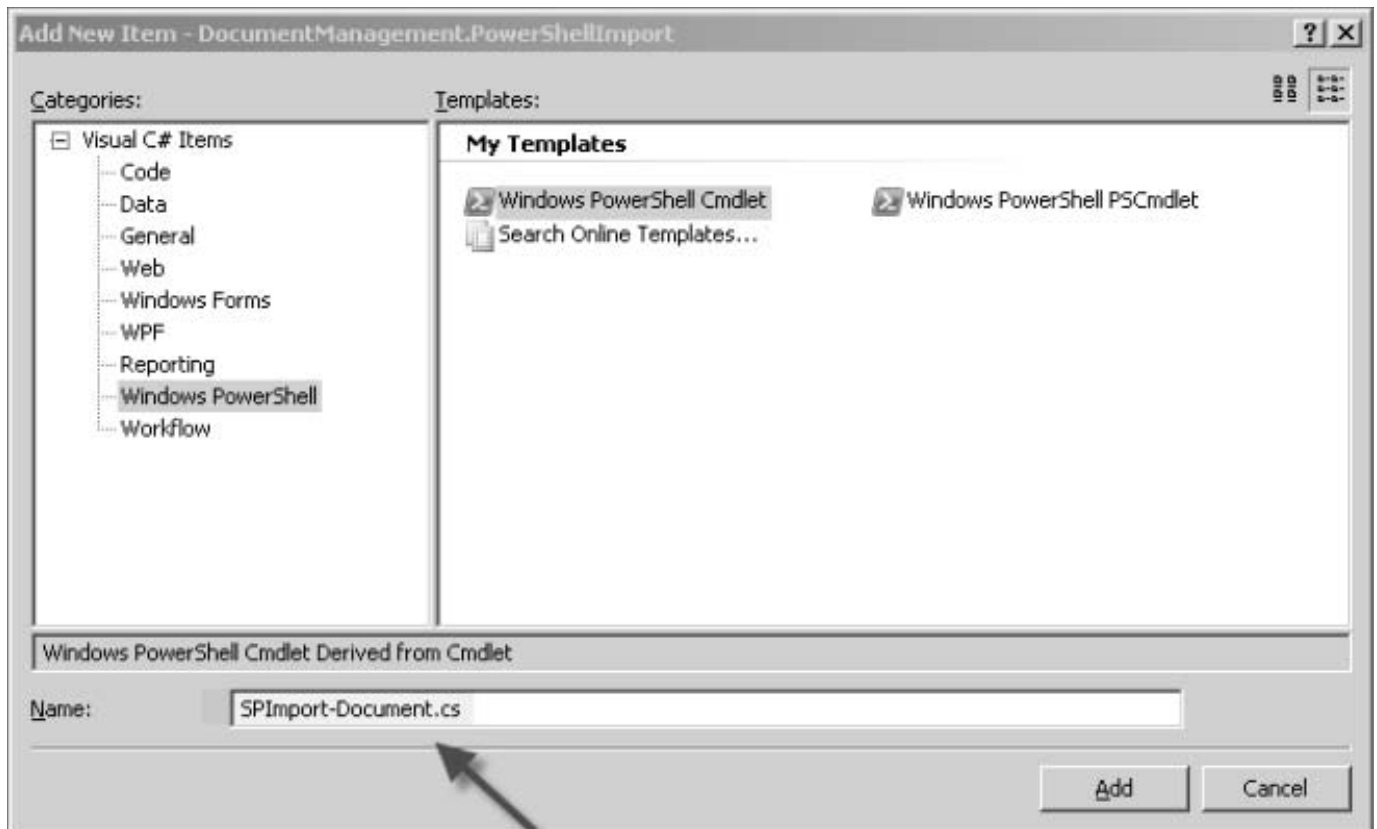 Add New Item - DocumentManagement.PowerShellImport
Categories:
Templates:
Visual C# Items
Code
Data
General
Web
Windows Forms
WPF
Reporting
Windows PowerShell
Workflow
My Templates
Windows PowerShell Cmdlet
Windows PowerShell PSCmdlet
Search Online Templates...
Windows PowerShell Cmdlet Derived from Cmdlet
Name:
SPImport-Document.cs
Add
Cancel